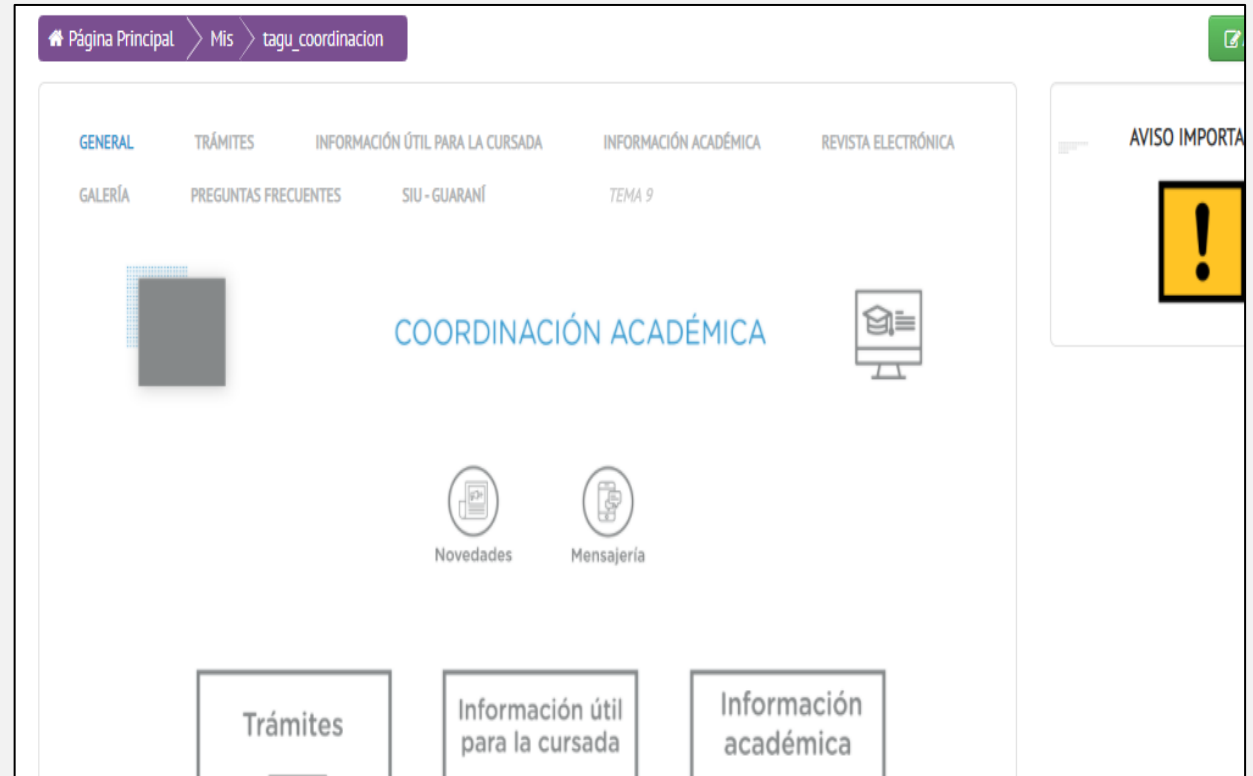 Página Principal Mis tagu_coordinacion
GENERAL TRÁMITES INFORMACIÓN ÚTIL PARA LA CURSADA INFORMACIÓN ACADÉMICA REVISTA ELECTRÓNICA
GALERÍA PREGUNTAS FRECUENTES SIU - GUARANÍ TEMA 9
COORDINACIÓN ACADÉMICA
Novedades Mensajería
Trámites
Información útil
para la cursada
Información
académica
AVISO IMPORTA